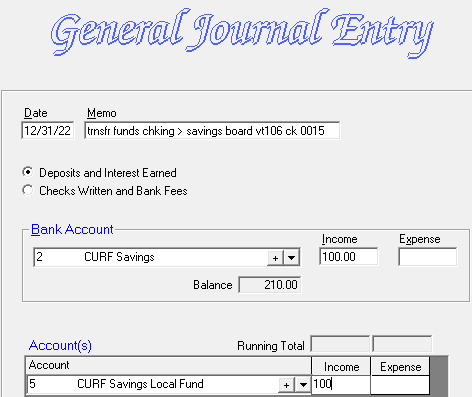 General Journal Entry
Date Memo
12/31/22 trnsfr funds chking > savings board vt106 ck 0015
Deposits and Interest Earned
Checks Written and Bank Fees
Bank Account Income Expense
2 CURF Savings + 100.00
Balance 210.00
Account(s) Running Total
Account Income Expense
5 CURF Savings Local Fund + 100